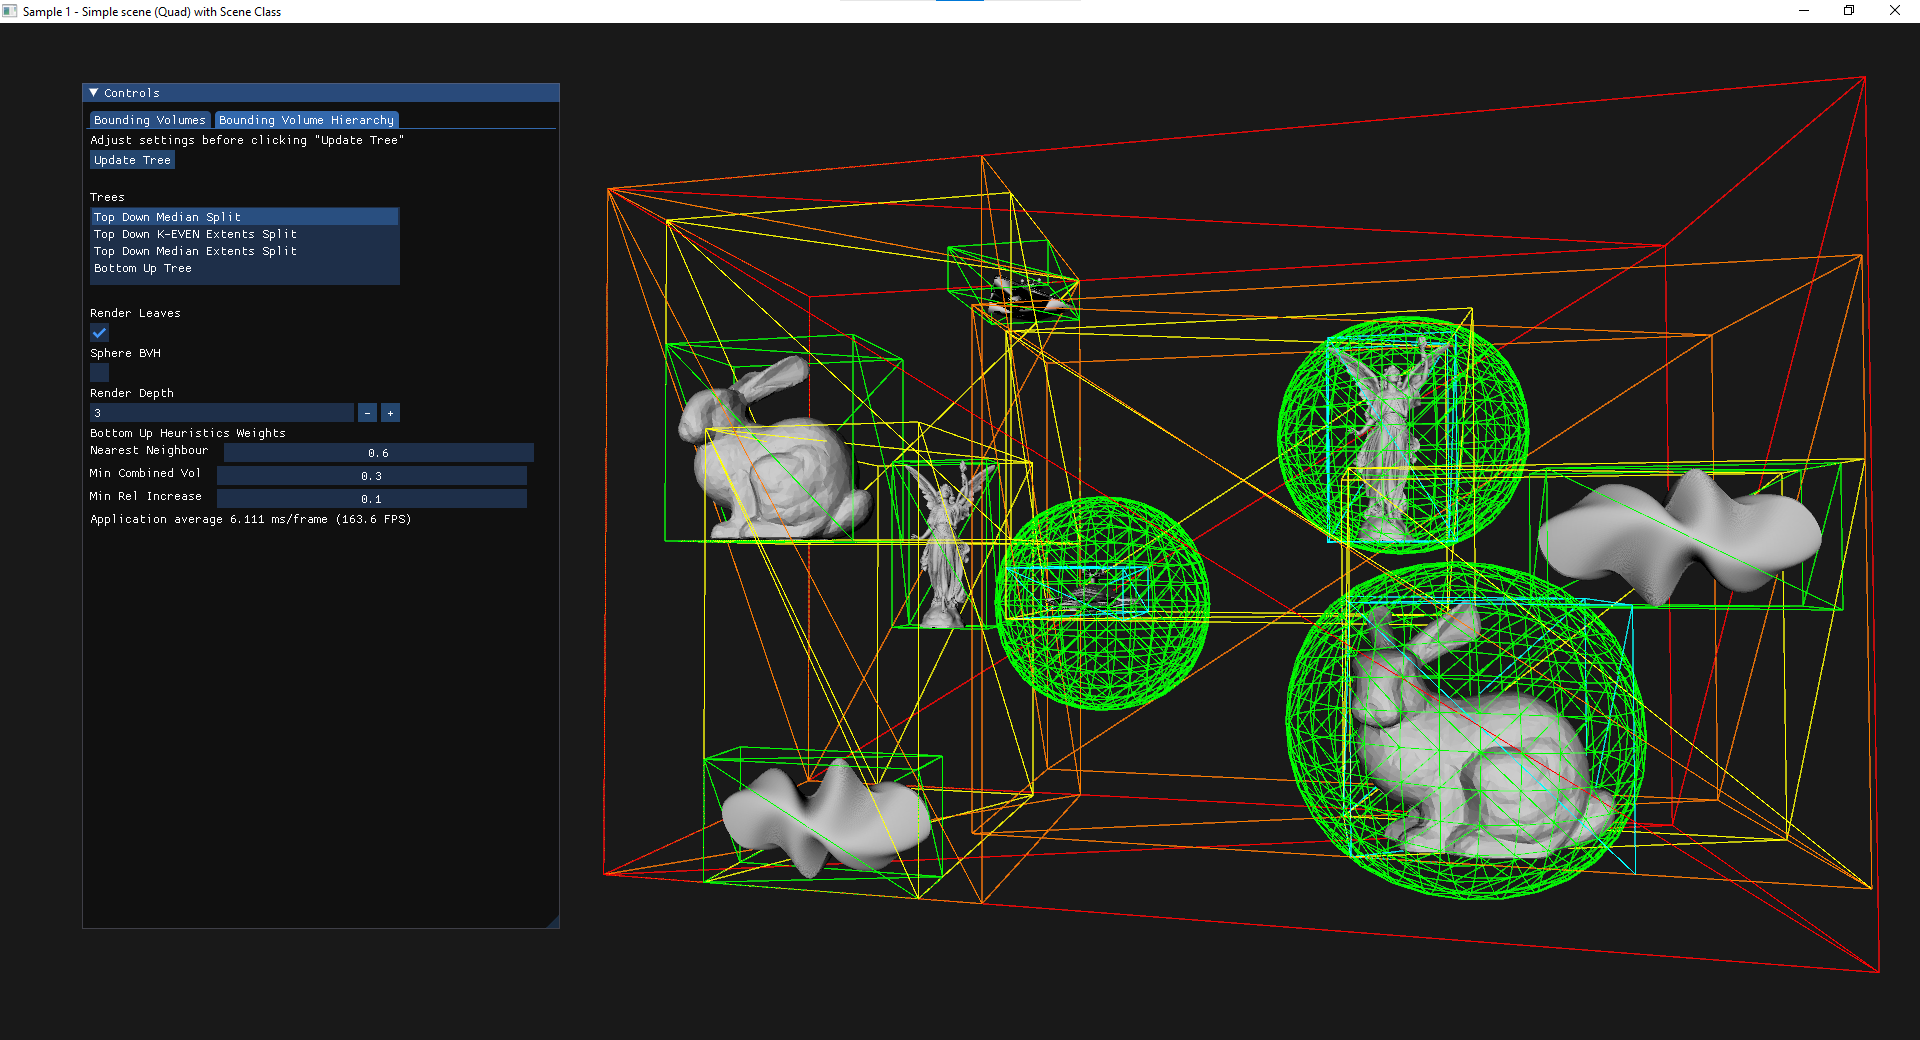 Sample 1 - Simple scene (Quad) with Scene Class
Controls
Bounding Volumes Bounding Volume Hierarchy
Adjust settings before clicking "Update Tree"
Update Tree
Trees
Top Down Median Split
Top Down K-EVEN Extents Split
Top Down Median Extents Split
Bottom Up Tree
Render Leaves
Sphere BVH
Render Depth
3 - +
Bottom Up Heuristics Weights
Nearest Neighbour 0.6
Min Combined Vol 0.3
Min Rel Increase 0.1
Application average 6.111 ms/frame (163.6 FPS)